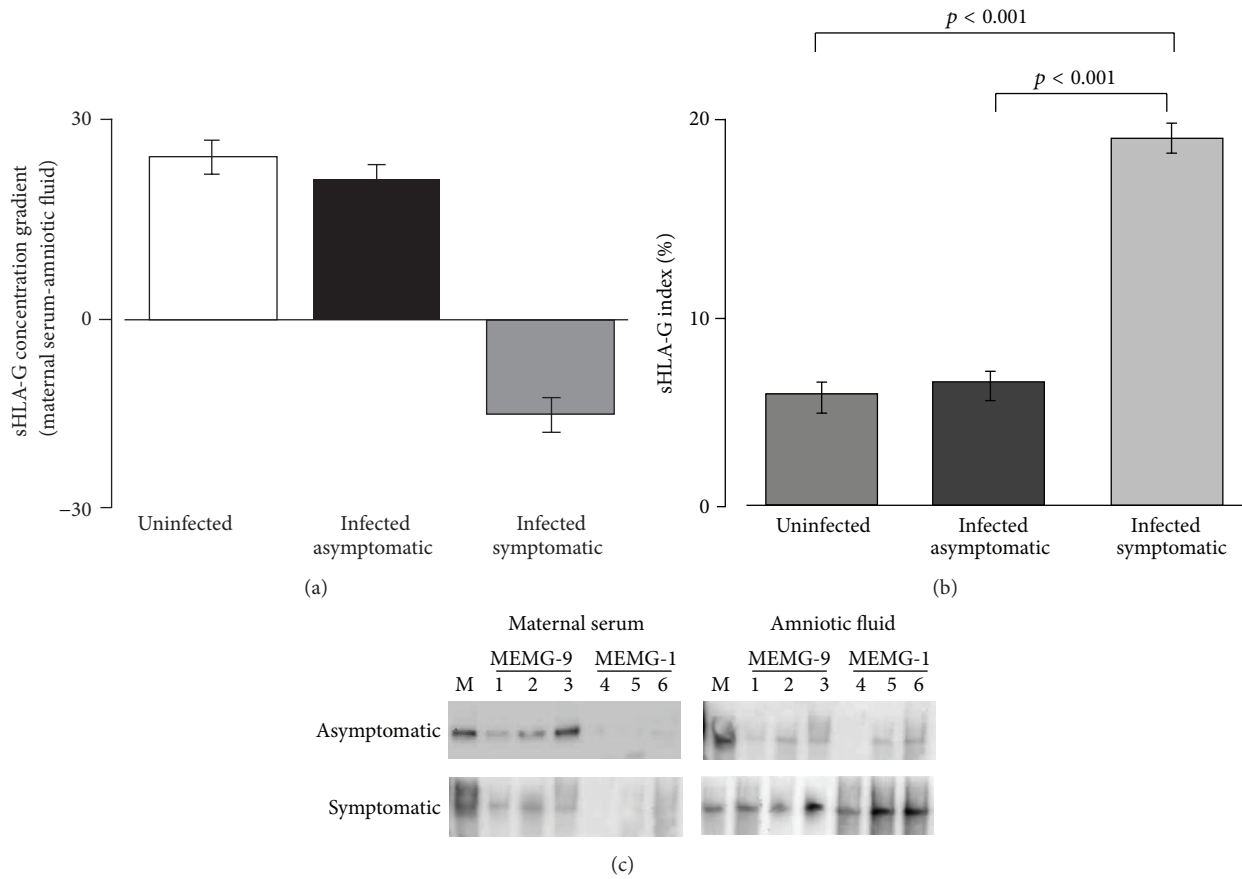 30
0
−30
sHLA-G concentration gradient
(maternal serum-amniotic fluid)
Uninfected
Infected
asymptomatic
Infected
symptomatic
(a)
p < 0.001
p < 0.001
20
10
0
sHLA-G index (%)
Uninfected
Infected
asymptomatic
Infected
symptomatic
(b)
Maternal serum
MEMG-9 MEMG-1
M 1 2 3 4 5 6
Amniotic fluid
MEMG-9 MEMG-1
M 1 2 3 4 5 6
Asymptomatic
Symptomatic
(c)